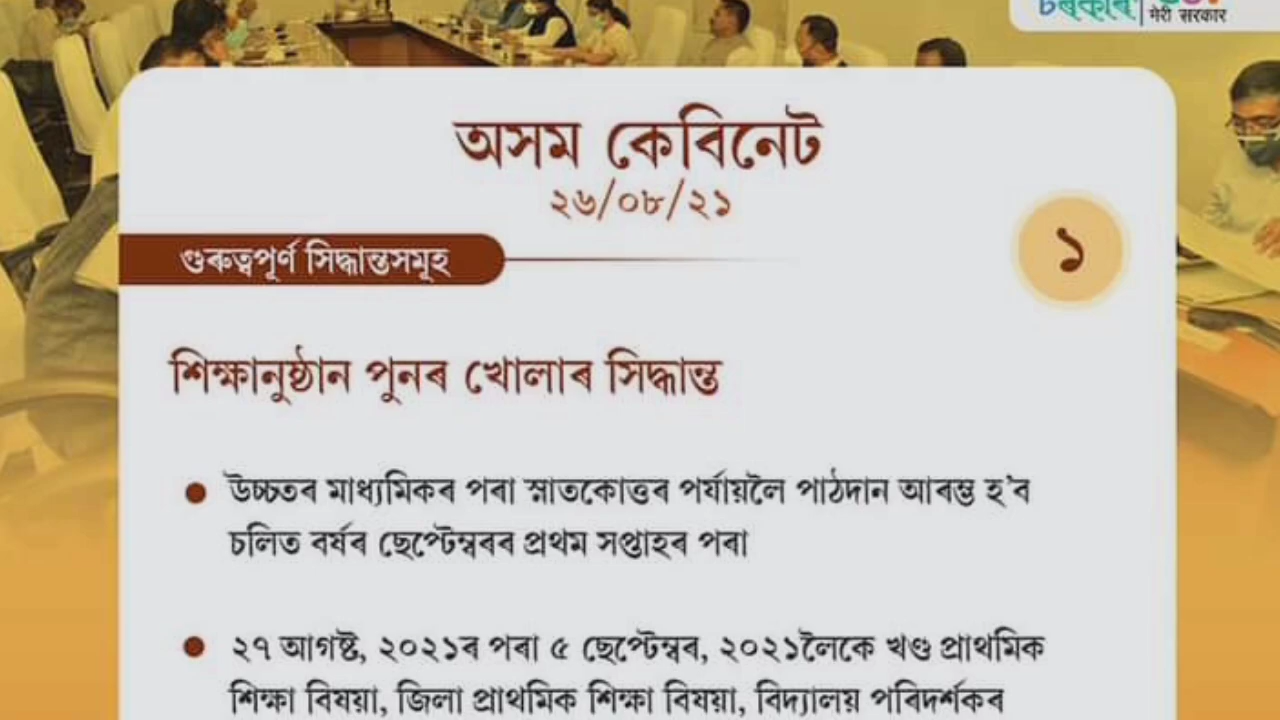 চৰকাৰ
मेरी सरकार
অসম কেবিনেট
২৬/০৮/২১
গুৰুত্বপূৰ্ণ সিদ্ধান্তসমূহ
১
শিক্ষানুষ্ঠান পুনৰ খোলাৰ সিদ্ধান্ত
উচ্চতৰ মাধ্যমিকৰ পৰা স্নাতকোত্তৰ পৰ্যায়লৈ পাঠদান আৰম্ভ হ'ব
চলিত বৰ্ষৰ ছেপ্টেম্বৰৰ প্ৰথম সপ্তাহৰ পৰা
২৭ আগষ্ট, ২০২১ৰ পৰা ৫ ছেপ্টেম্বৰ, ২০২১লৈকে খণ্ড প্ৰাথমিক
শিক্ষা বিষয়া, জিলা প্ৰাথমিক শিক্ষা বিষয়া, বিদ্যালয় পৰিদৰ্শকৰ